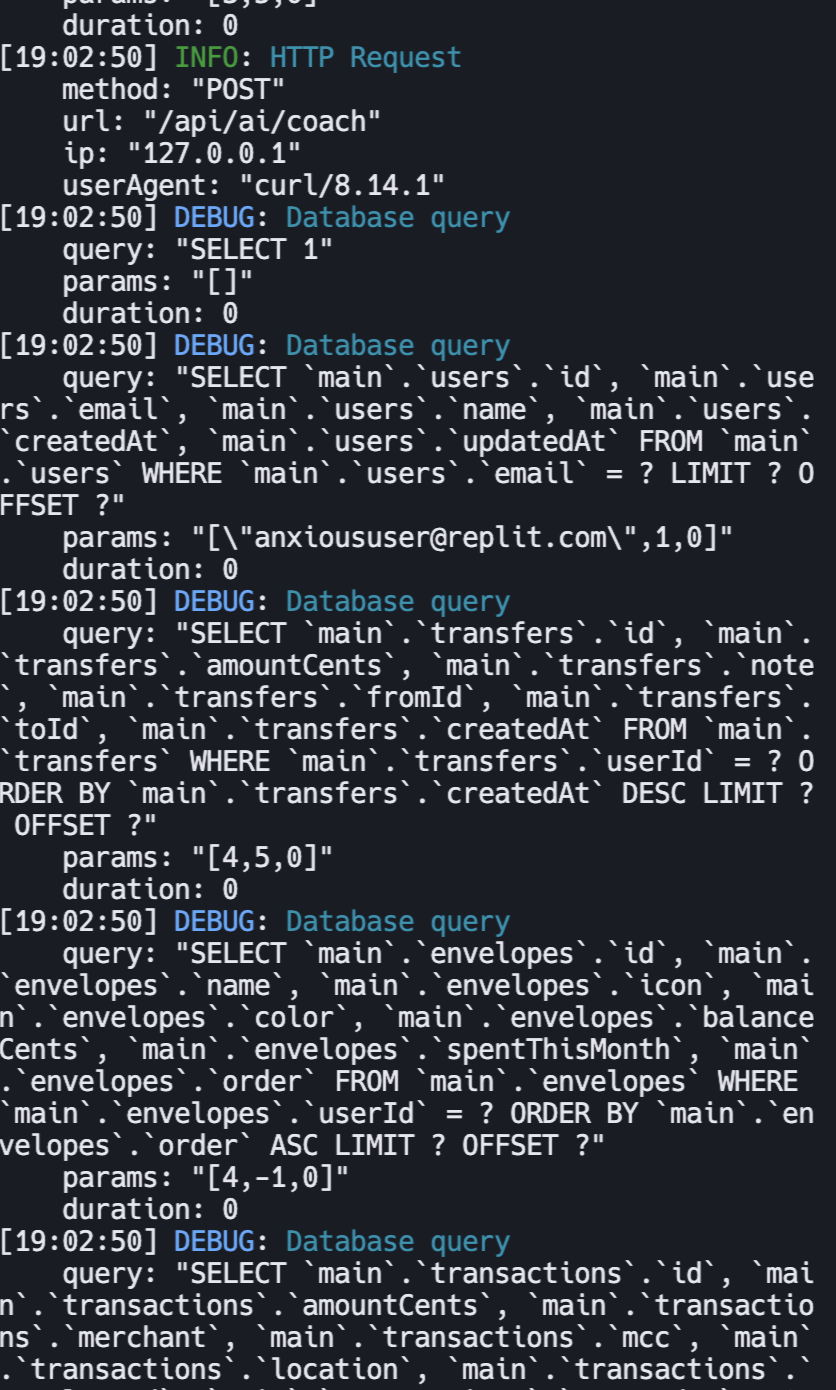 params: "[3,5,0]"
    duration: 0
[19:02:50] INFO: HTTP Request
    method: "POST"
    url: "/api/ai/coach"
    ip: "127.0.0.1"
    userAgent: "curl/8.14.1"
[19:02:50] DEBUG: Database query
    query: "SELECT 1"
    params: "[]"
    duration: 0
[19:02:50] DEBUG: Database query
    query: "SELECT `main`.`users`.`id`, `main`.`use
rs`.`email`, `main`.`users`.`name`, `main`.`users`.
`createdAt`, `main`.`users`.`updatedAt` FROM `main`
.`users` WHERE `main`.`users`.`email` = ? LIMIT ? O
FFSET ?"
    params: "[\"anxioususer@replit.com\",1,0]"
    duration: 0
[19:02:50] DEBUG: Database query
    query: "SELECT `main`.`transfers`.`id`, `main`.
`transfers`.`amountCents`, `main`.`transfers`.`note
`, `main`.`transfers`.`fromId`, `main`.`transfers`.
`toId`, `main`.`transfers`.`createdAt` FROM `main`.
`transfers` WHERE `main`.`transfers`.`userId` = ? O
RDER BY `main`.`transfers`.`createdAt` DESC LIMIT ?
 OFFSET ?"
    params: "[4,5,0]"
    duration: 0
[19:02:50] DEBUG: Database query
    query: "SELECT `main`.`envelopes`.`id`, `main`.
`envelopes`.`name`, `main`.`envelopes`.`icon`, `mai
n`.`envelopes`.`color`, `main`.`envelopes`.`balance
Cents`, `main`.`envelopes`.`spentThisMonth`, `main`
.`envelopes`.`order` FROM `main`.`envelopes` WHERE
`main`.`envelopes`.`userId` = ? ORDER BY `main`.`en
velopes`.`order` ASC LIMIT ? OFFSET ?"
    params: "[4,-1,0]"
    duration: 0
[19:02:50] DEBUG: Database query
    query: "SELECT `main`.`transactions`.`id`, `mai
n`.`transactions`.`amountCents`, `main`.`transactio
ns`.`merchant`, `main`.`transactions`.`mcc`, `main`
.`transactions`.`location`, `main`.`transactions`.`